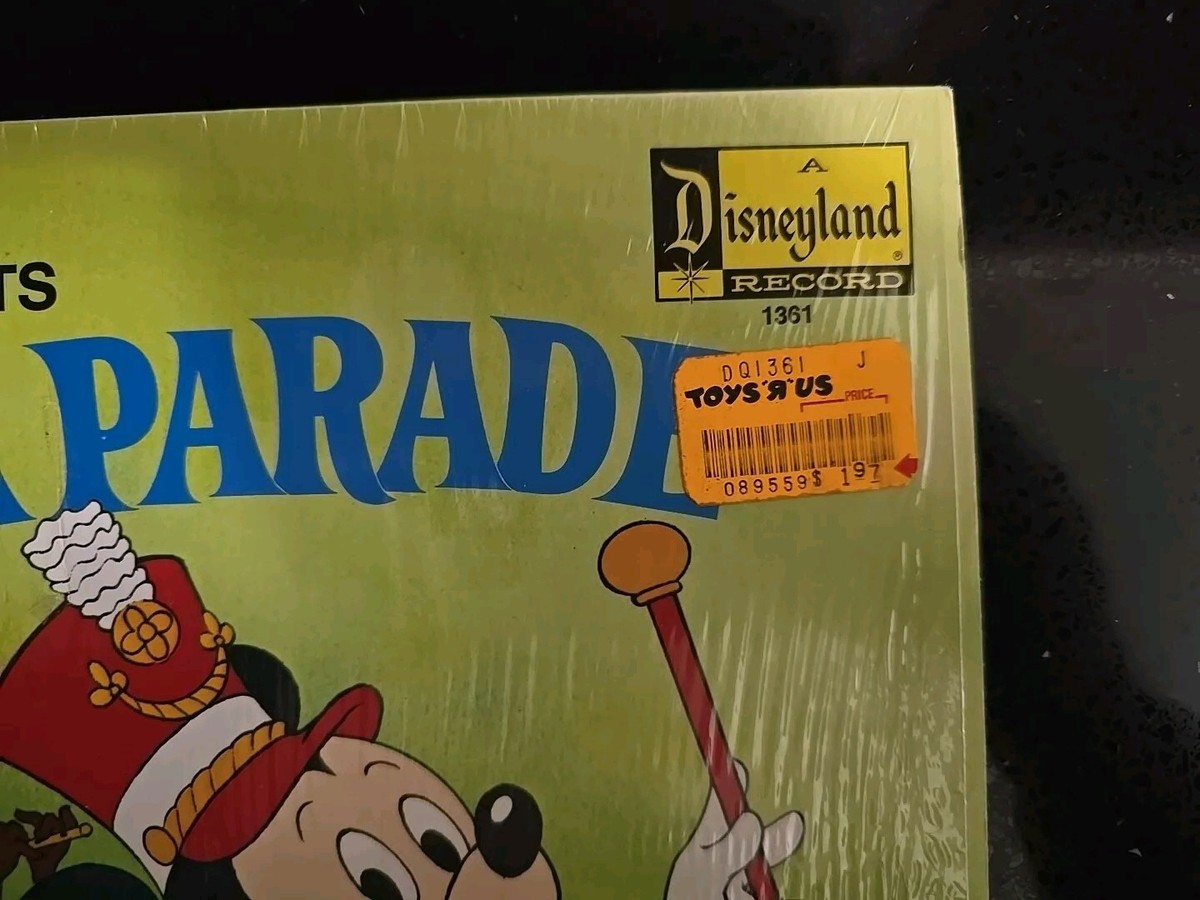 A
Disneyland
®
RECORD
1361
TS
PARADE
DQ1361 J
TOYS "R" US
PRICE
089559$ 197